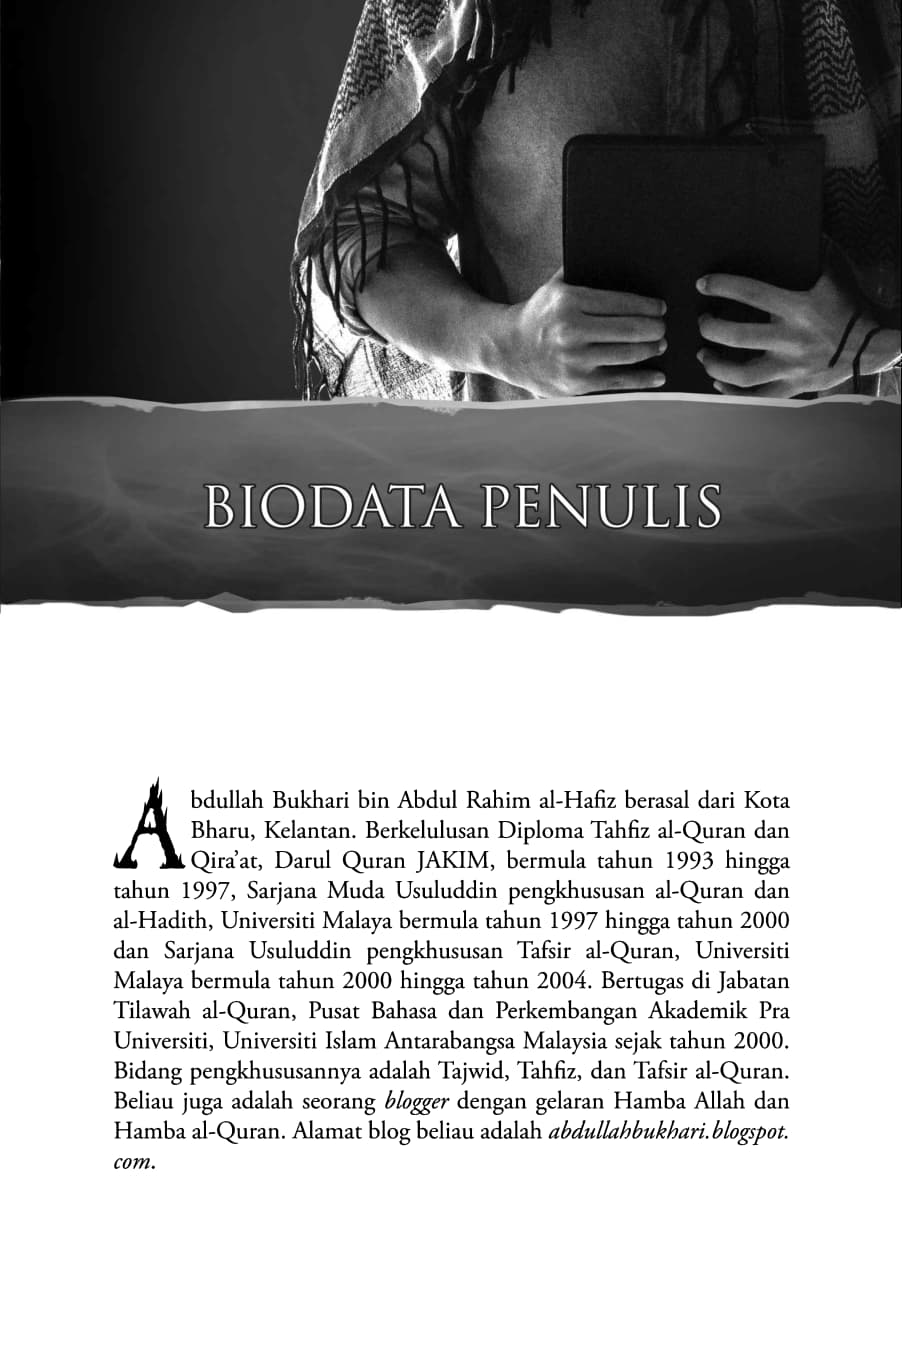 BIODATA PENULIS
Abdullah Bukhari bin Abdul Rahim al-Hafiz berasal dari Kota
Bharu, Kelantan. Berkelulusan Diploma Tahfiz al-Quran dan
Qira’at, Darul Quran JAKIM, bermula tahun 1993 hingga
tahun 1997, Sarjana Muda Usuluddin pengkhususan al-Quran dan
al-Hadith, Universiti Malaya bermula tahun 1997 hingga tahun 2000
dan Sarjana Usuluddin pengkhususan Tafsir al-Quran, Universiti
Malaya bermula tahun 2000 hingga tahun 2004. Bertugas di Jabatan
Tilawah al-Quran, Pusat Bahasa dan Perkembangan Akademik Pra
Universiti, Universiti Islam Antarabangsa Malaysia sejak tahun 2000.
Bidang pengkhususannya adalah Tajwid, Tahfiz, dan Tafsir al-Quran.
Beliau juga adalah seorang blogger dengan gelaran Hamba Allah dan
Hamba al-Quran. Alamat blog beliau adalah abdullahbukhari.blogspot.
com.